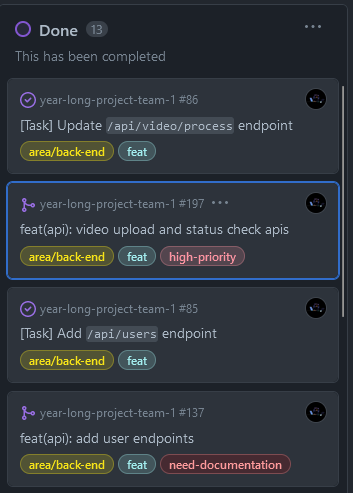 Done 13 ...
This has been completed
year-long-project-team-1 #86
[Task] Update /api/video/process endpoint
area/back-end feat
year-long-project-team-1 #197 ...
feat(api): video upload and status check apis
area/back-end feat high-priority
year-long-project-team-1 #85
[Task] Add /api/users endpoint
area/back-end feat
year-long-project-team-1 #137
feat(api): add user endpoints
area/back-end feat need-documentation